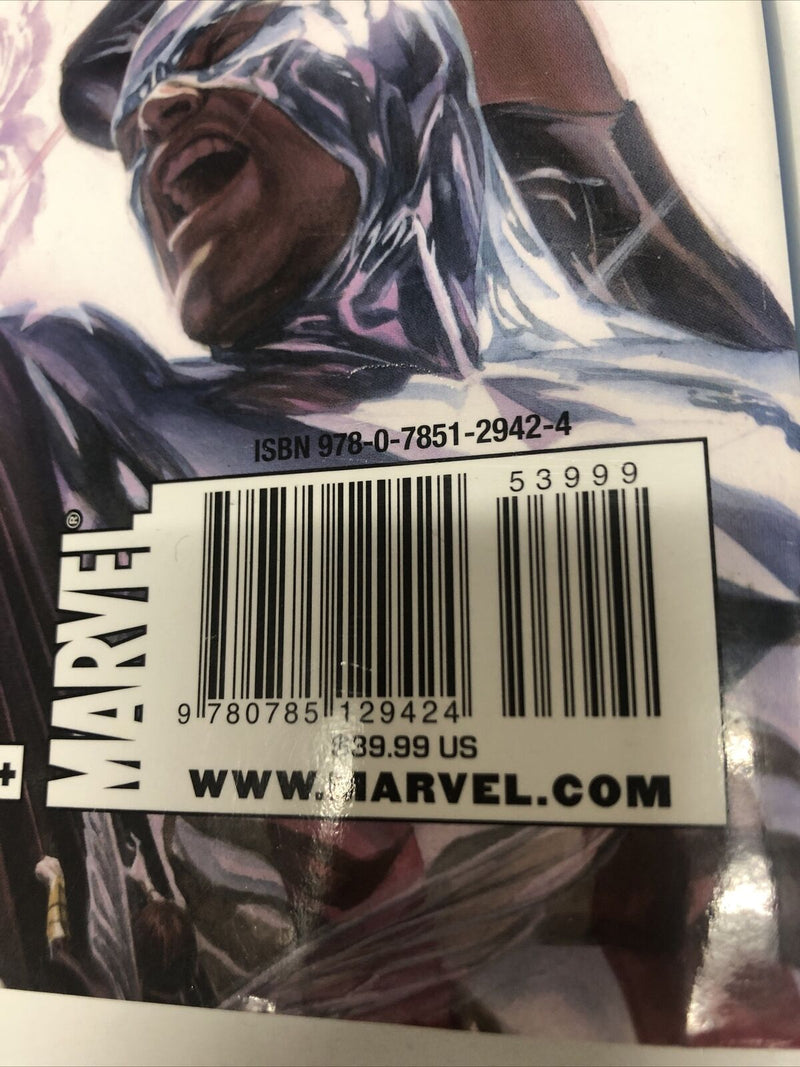 ISBN 978-0-7851-2942-4
53999
MARVEL®
9 780785 129424
$39.99 US
WWW.MARVEL.COM
+